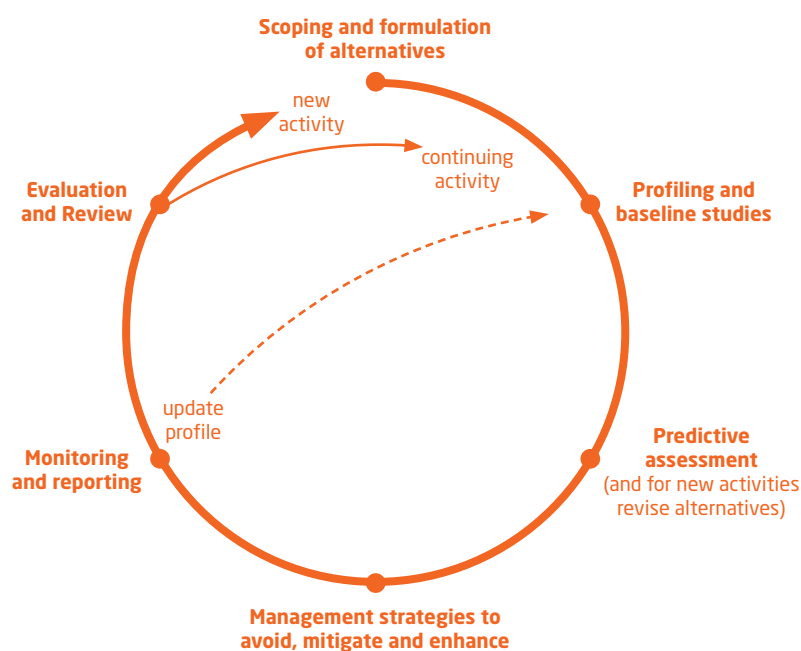 Scoping and formulation
of alternatives
new
activity
continuing
activity
Evaluation
and Review
Profiling and
baseline studies
update
profile
Monitoring
and reporting
Predictive
assessment
(and for new activities
revise alternatives)
Management strategies to
avoid, mitigate and enhance